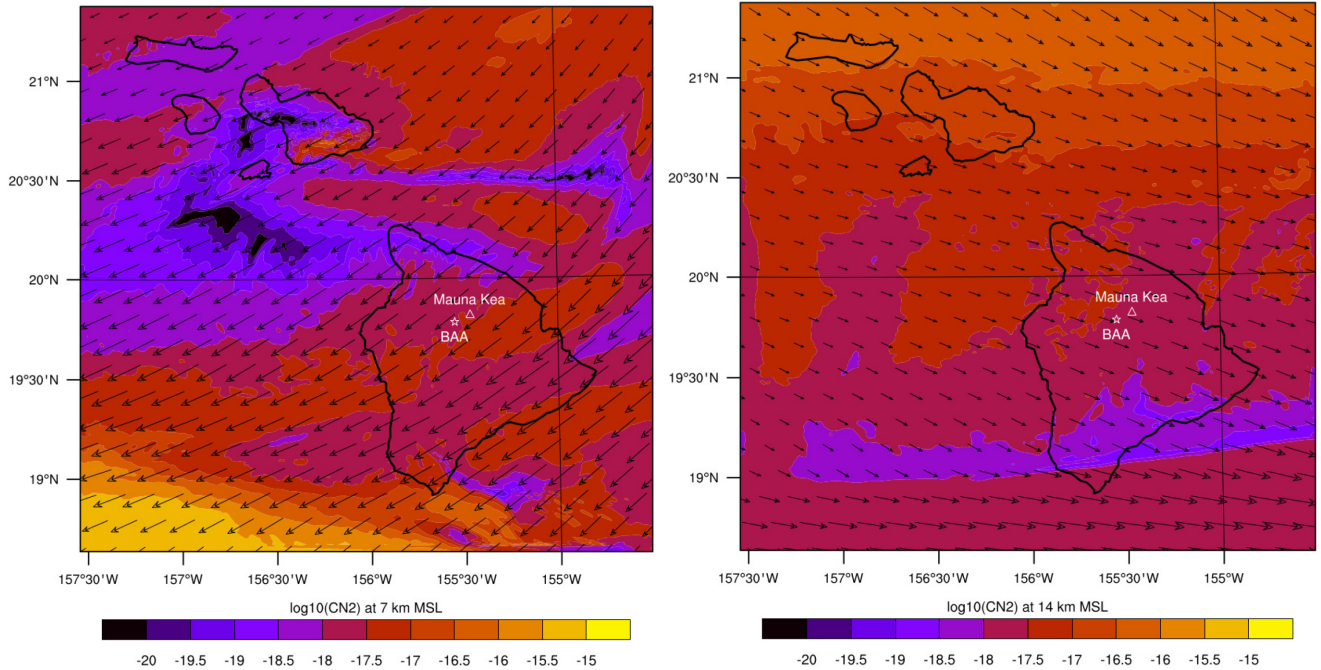 21°N
20°30'N
20°N
19°30'N
19°N
Mauna Kea
BAA
157°30'W 157°W 156°30'W 156°W 155°30'W 155°W
log10(CN2) at 7 km MSL
-20 -19.5 -19 -18.5 -18 -17.5 -17 -16.5 -16 -15.5 -15
21°N
20°30'N
20°N
19°30'N
19°N
Mauna Kea
BAA
157°30'W 157°W 156°30'W 156°W 155°30'W 155°W
log10(CN2) at 14 km MSL
-20 -19.5 -19 -18.5 -18 -17.5 -17 -16.5 -16 -15.5 -15